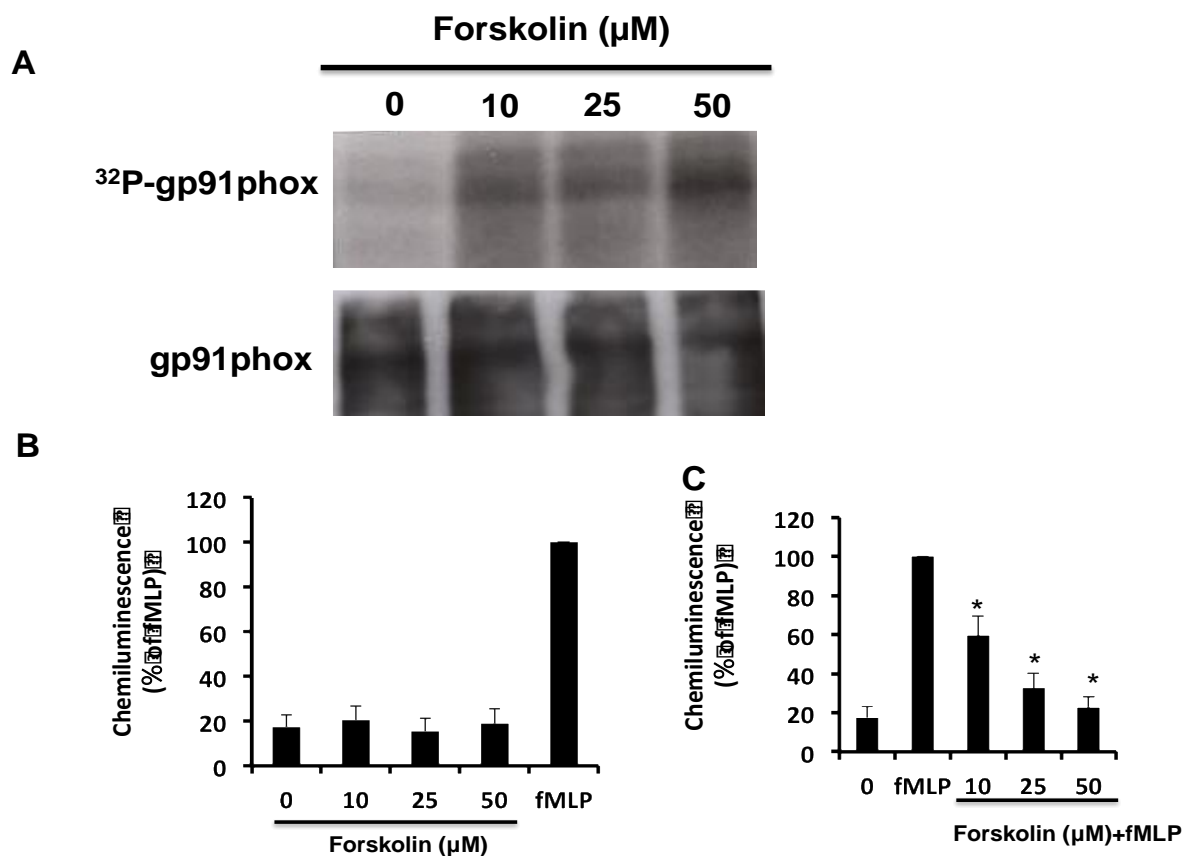 Forskolin (µM)
A
0 10 25 50
³²P-gp91phox
gp91phox
B
120
100
80
60
40
20
0
Chemiluminescence
(% of fMLP)
0 10 25 50 fMLP
Forskolin (µM)
C
120
100
80
60
40
20
0
Chemiluminescence
(% of fMLP)
* * *
0 fMLP 10 25 50
Forskolin (µM)+fMLP